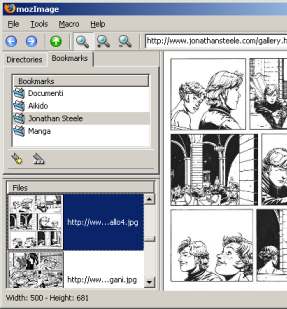 mozImage
File Tools Macro Help
http://www.jonathansteele.com/gallery.h
Directories Bookmarks
Bookmarks
Documenti
Aikido
Jonathan Steele
Manga
Files
http://ww...allo4.jpg
http://ww...gani.jpg
Width: 500 - Height: 681